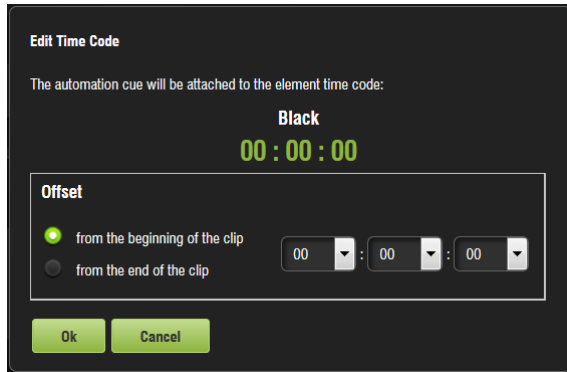 Edit Time Code
The automation cue will be attached to the element time code:
Black
00 : 00 : 00
Offset
from the beginning of the clip
00 : 00 : 00
from the end of the clip
Ok Cancel